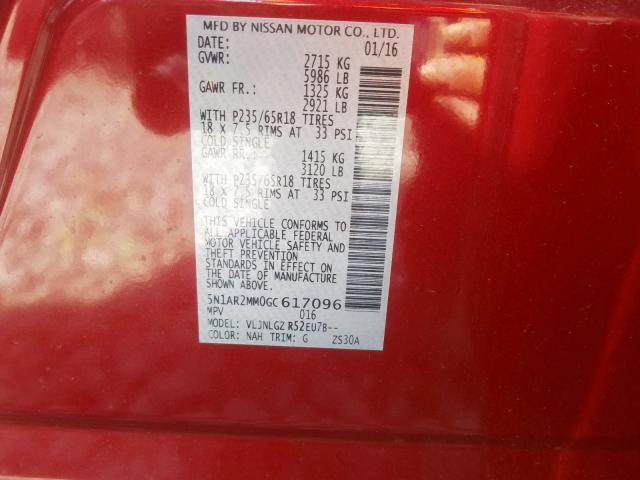 MFD BY NISSAN MOTOR CO., LTD.
DATE: 01/16
GVWR: 2715 KG
5986 LB
GAWR FR.: 1325 KG
2921 LB
WITH P235/65R18 TIRES
18 X 7.5 RIMS AT 33 PSI
COLD SINGLE
GAWR RR.: 1415 KG
3120 LB
WITH P235/65R18 TIRES
18 X 7.5 RIMS AT 33 PSI
COLD SINGLE
THIS VEHICLE CONFORMS TO
ALL APPLICABLE FEDERAL
MOTOR VEHICLE SAFETY AND
THEFT PREVENTION
STANDARDS IN EFFECT ON
THE DATE OF MANUFACTURE
SHOWN ABOVE.
5N1AR2MM0GC617096
MPV 016
MODEL: VLJNLGZ R52EU7B--
COLOR: NAH TRIM: G ZS30A